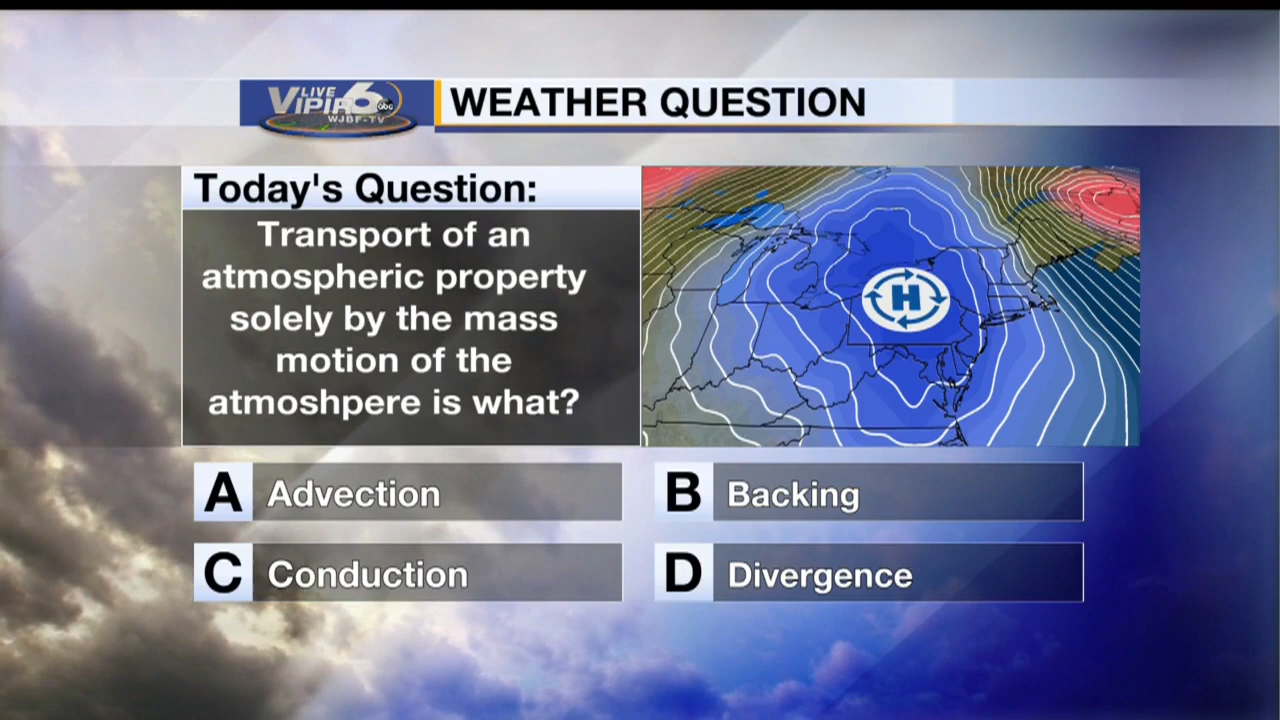 LIVE
VIPIR 6 abc
WJBF-TV
WEATHER QUESTION
Today's Question:
Transport of an
atmospheric property
solely by the mass
motion of the
atmoshpere is what?
H
A Advection
B Backing
C Conduction
D Divergence